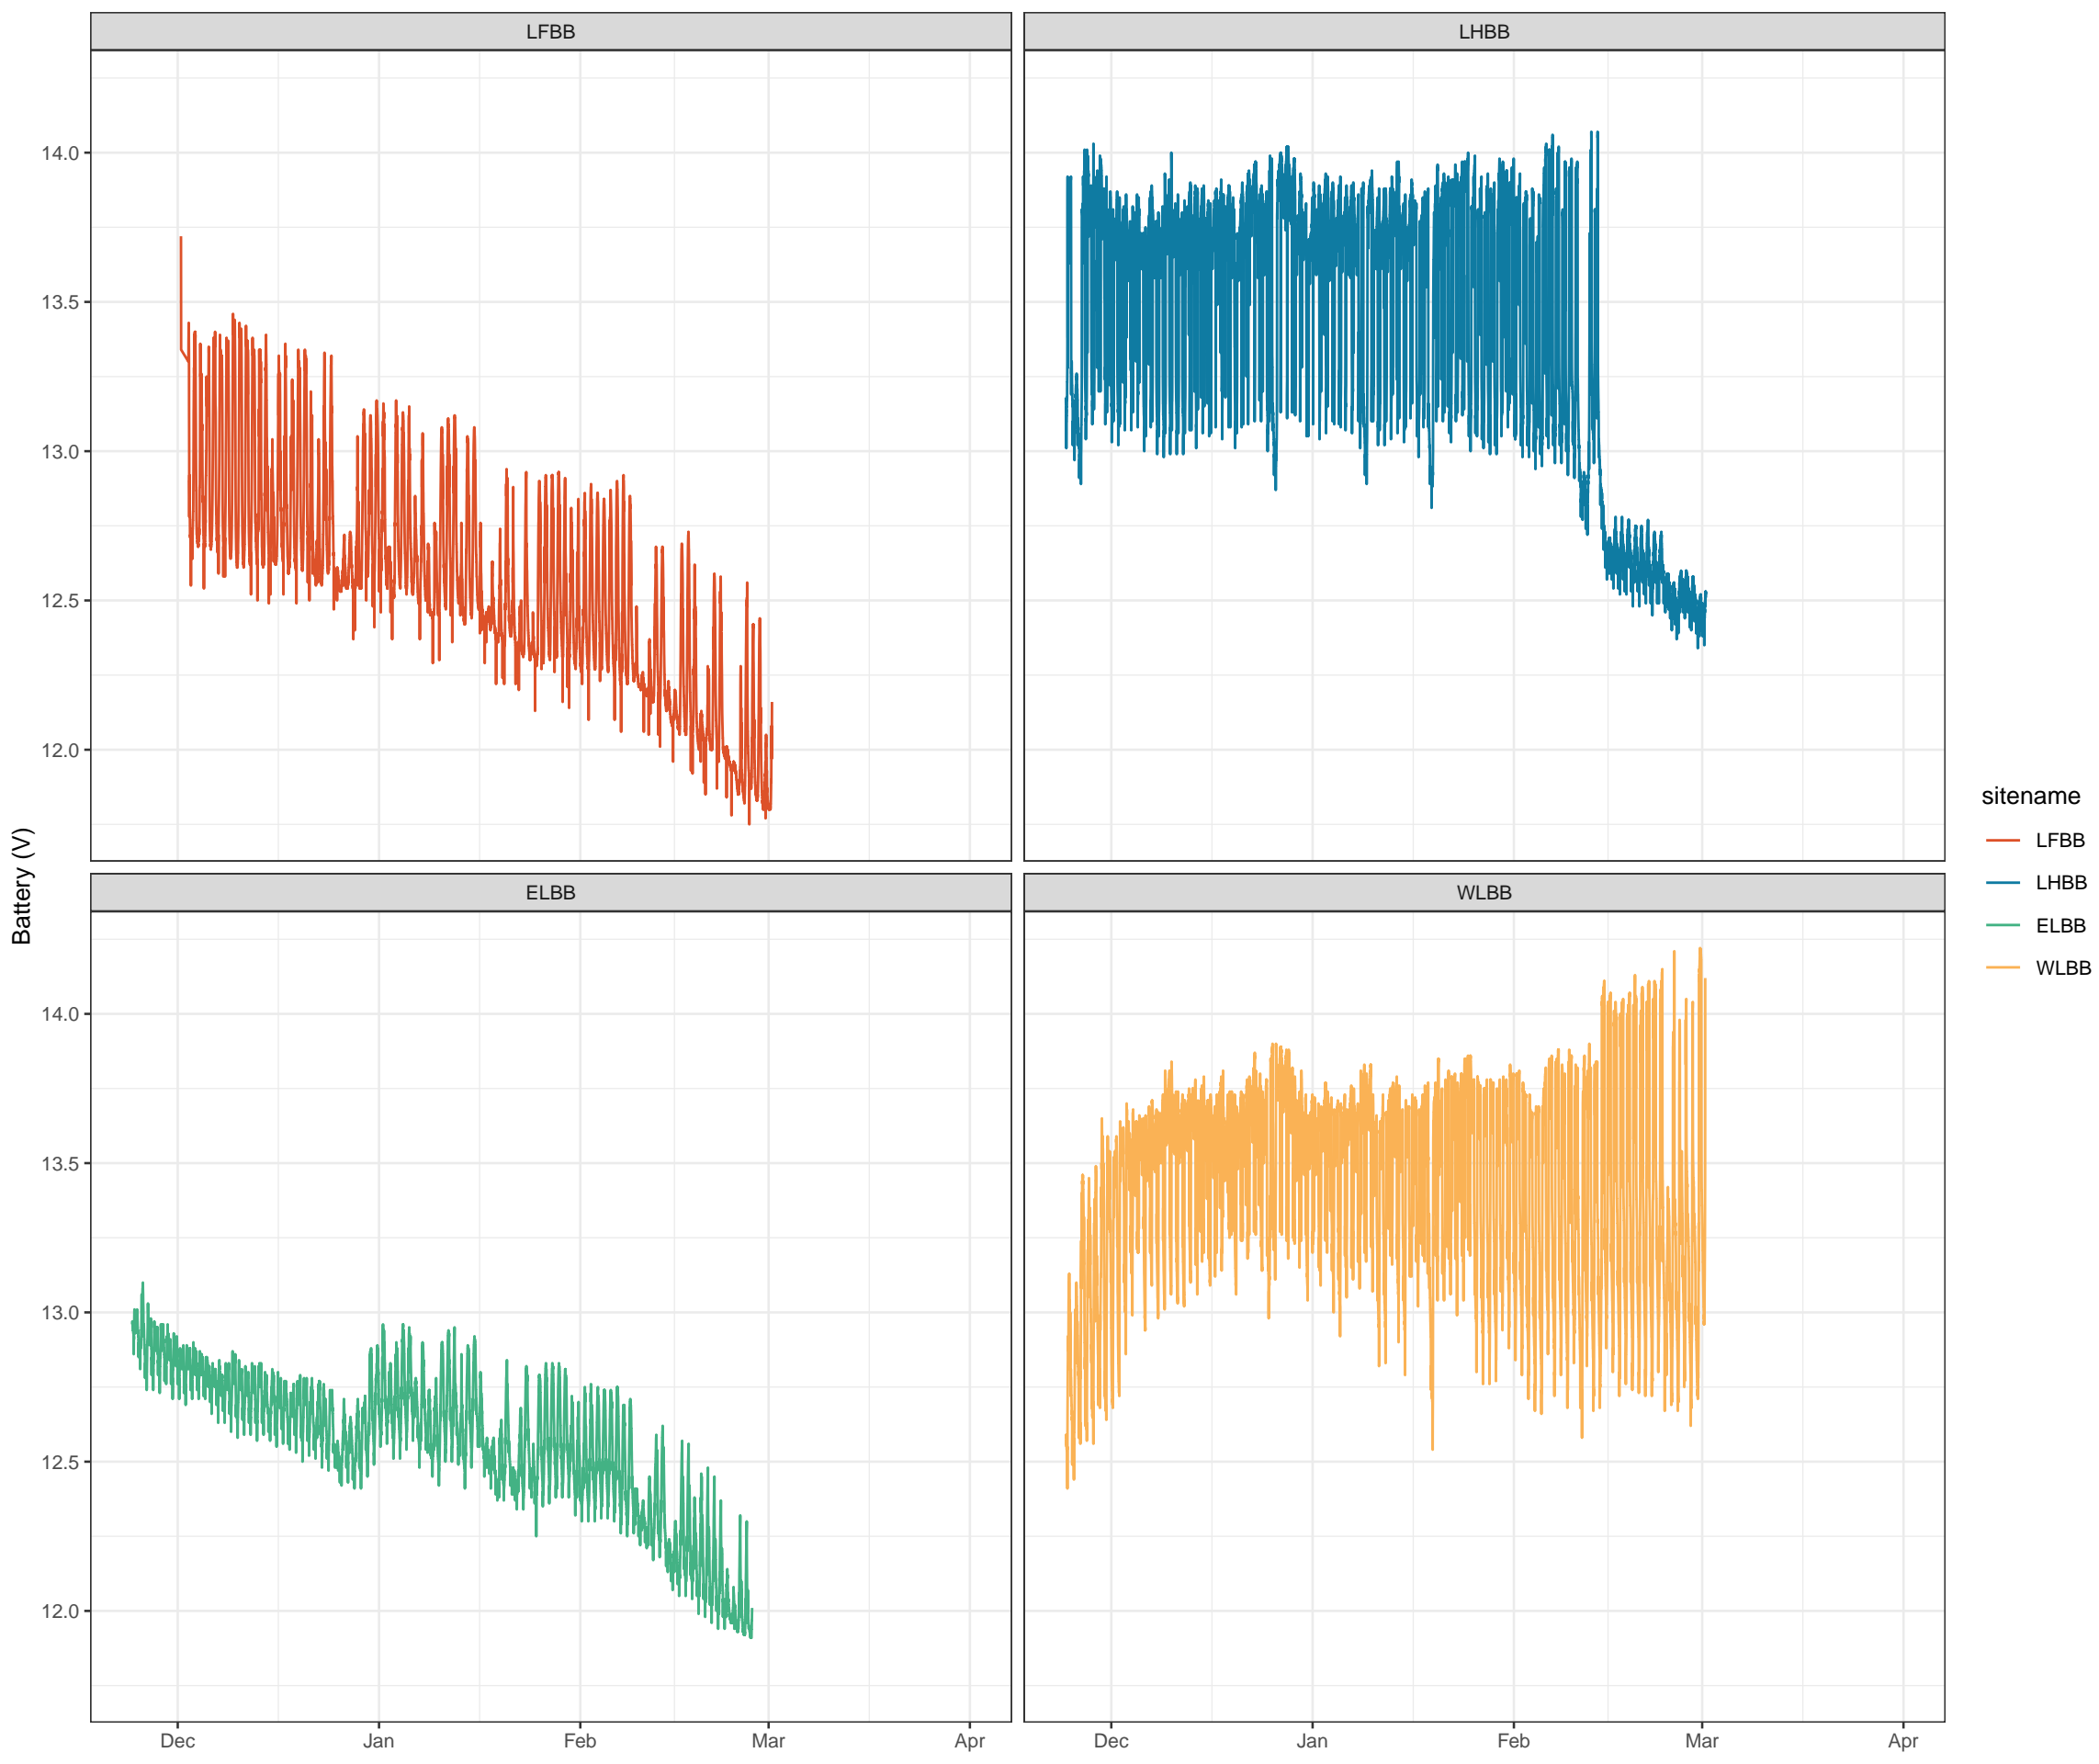 LFBB
LHBB
14.0
13.5
13.0
12.5
12.0
ELBB
WLBB
14.0
13.5
13.0
12.5
12.0
Dec Jan Feb Mar Apr
Dec Jan Feb Mar Apr
Battery (V)
sitename
LFBB
LHBB
ELBB
WLBB